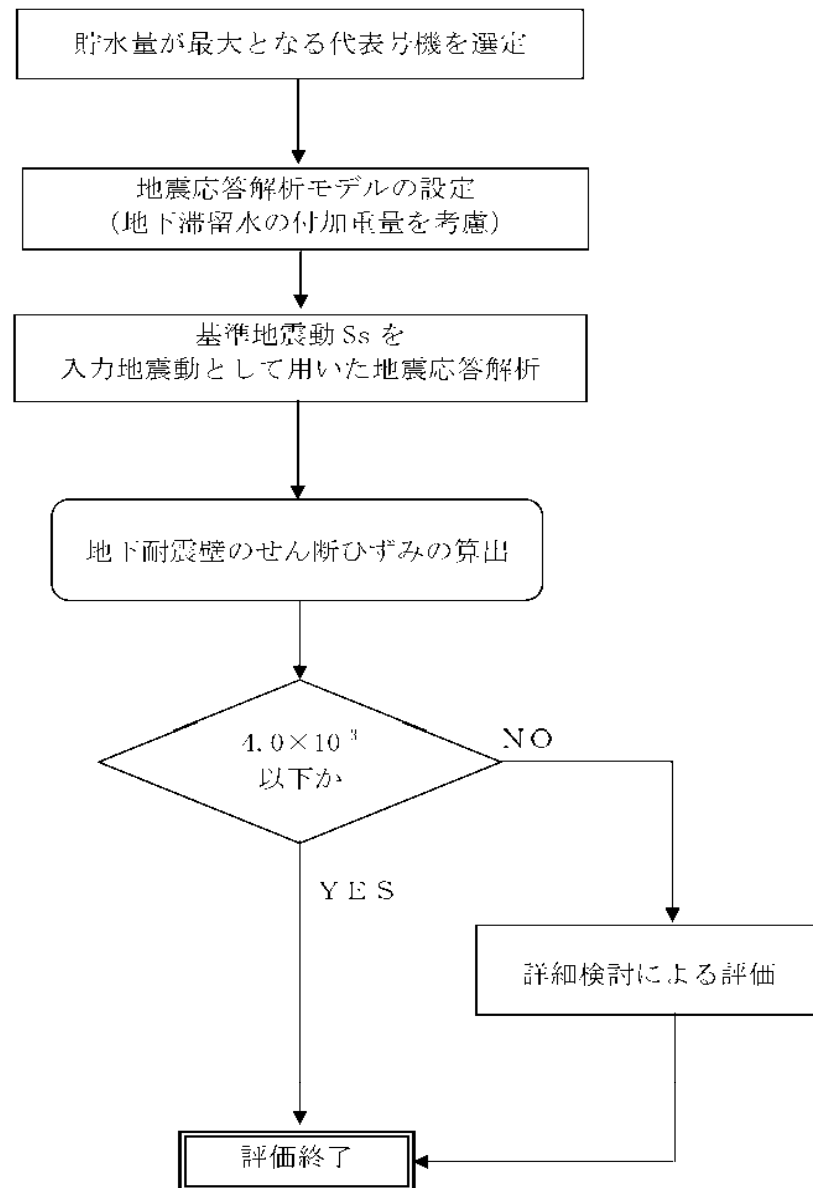 貯水量が最大となる代表号機を選定
地震応答解析モデルの設定
（地下滞留水の付加重量を考慮）
基準地震動 Ss を
入力地震動として用いた地震応答解析
地下耐震壁のせん断ひずみの算出
4.0×10⁻³
以下か
NO
YES
詳細検討による評価
評価終了